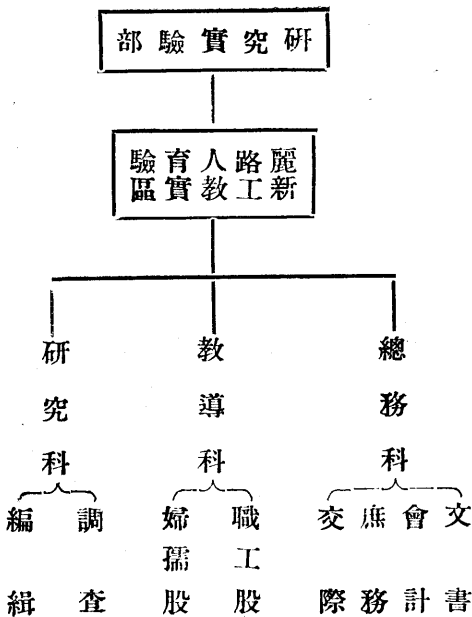 研究實驗部
麗新路工人教育實驗區
總務科
教導科
研究科
文書
會計
庶務
交際
職工股
婦孺股
調查
編緝